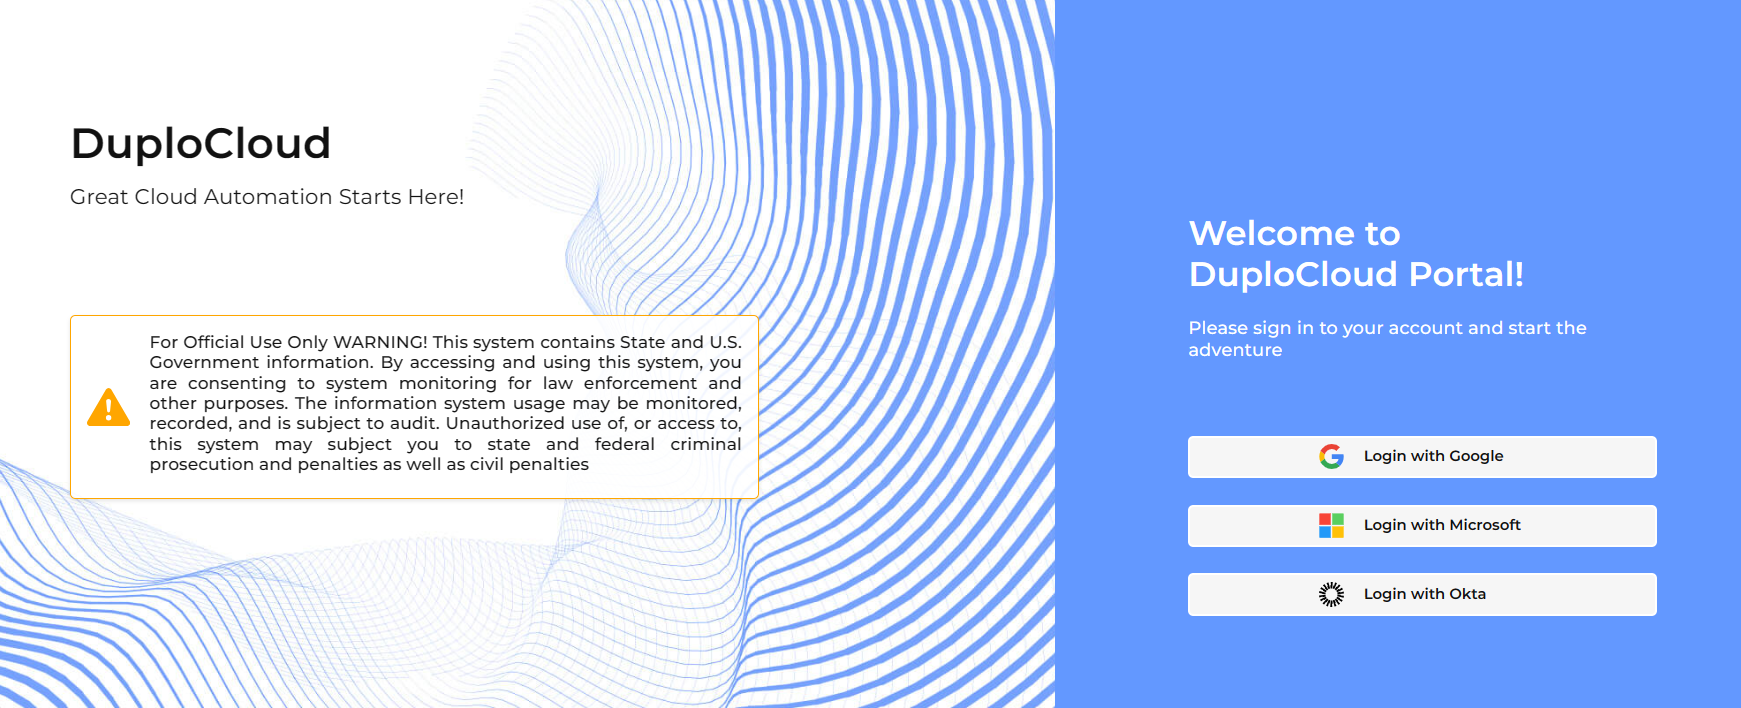 DuploCloud
Great Cloud Automation Starts Here!
For Official Use Only WARNING! This system contains State and U.S.
Government information. By accessing and using this system, you
are consenting to system monitoring for law enforcement and
other purposes. The information system usage may be monitored,
recorded, and is subject to audit. Unauthorized use of, or access to,
this system may subject you to state and federal criminal
prosecution and penalties as well as civil penalties
Welcome to
DuploCloud Portal!
Please sign in to your account and start the
adventure
Login with Google
Login with Microsoft
Login with Okta